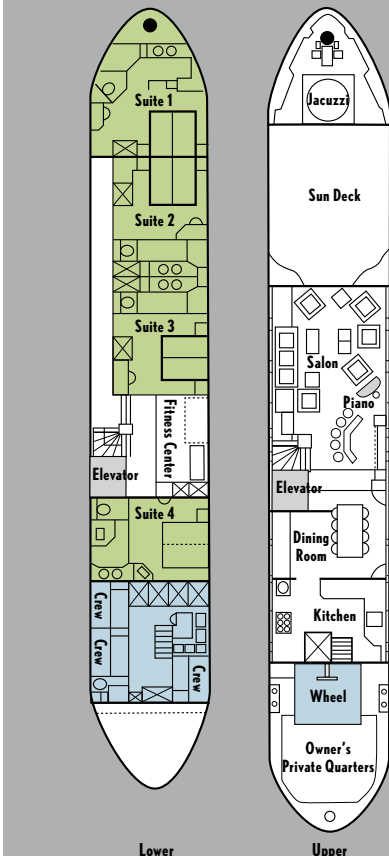 Suite 1
Suite 2
Suite 3
Fitness Center
Elevator
Suite 4
Crew
Crew
Crew
Lower
Jacuzzi
Sun Deck
Salon
Piano
Elevator
Dining
Room
Kitchen
Wheel
Owner's
Private Quarters
Upper